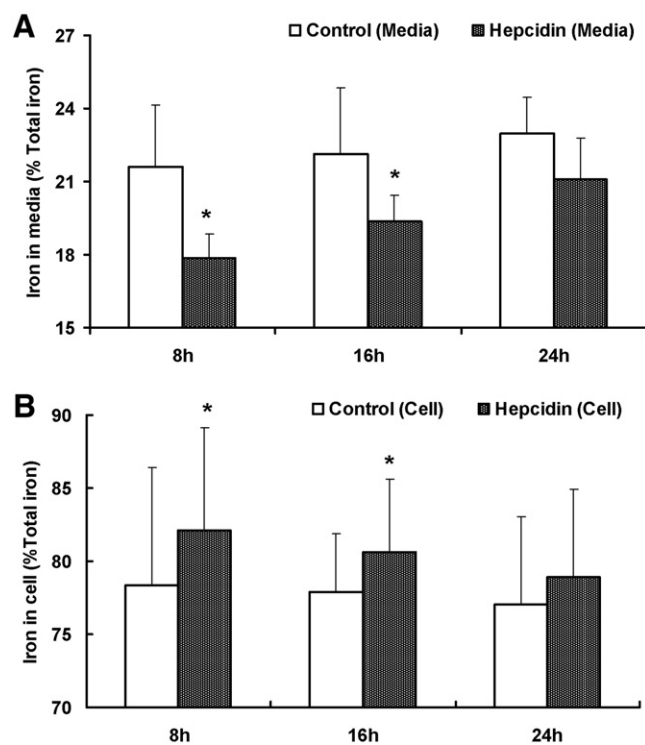 A
Control (Media) Hepcidin (Media)
Iron in media (% Total iron)
27
24
21
18
15
*
*
8h 16h 24h
B
Control (Cell) Hepcidin (Cell)
Iron in cell (%Total iron)
90
85
80
75
70
*
*
8h 16h 24h